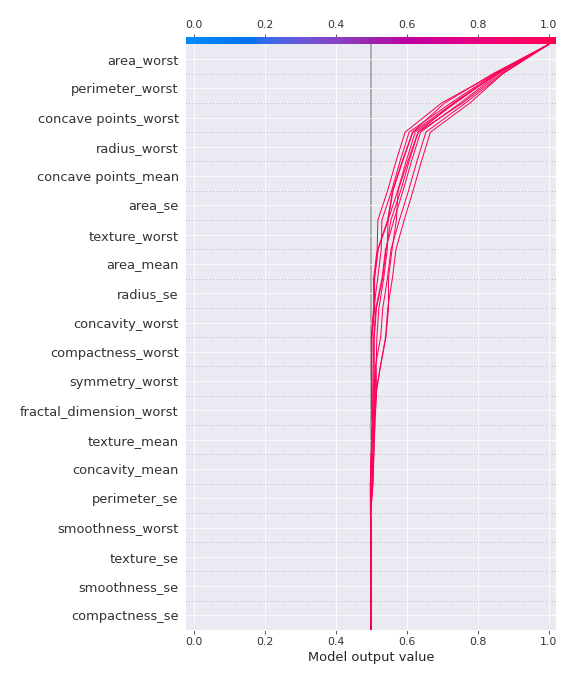 0.0 0.2 0.4 0.6 0.8 1.0
area_worst
perimeter_worst
concave points_worst
radius_worst
concave points_mean
area_se
texture_worst
area_mean
radius_se
concavity_worst
compactness_worst
symmetry_worst
fractal_dimension_worst
texture_mean
concavity_mean
perimeter_se
smoothness_worst
texture_se
smoothness_se
compactness_se
0.0 0.2 0.4 0.6 0.8 1.0
Model output value